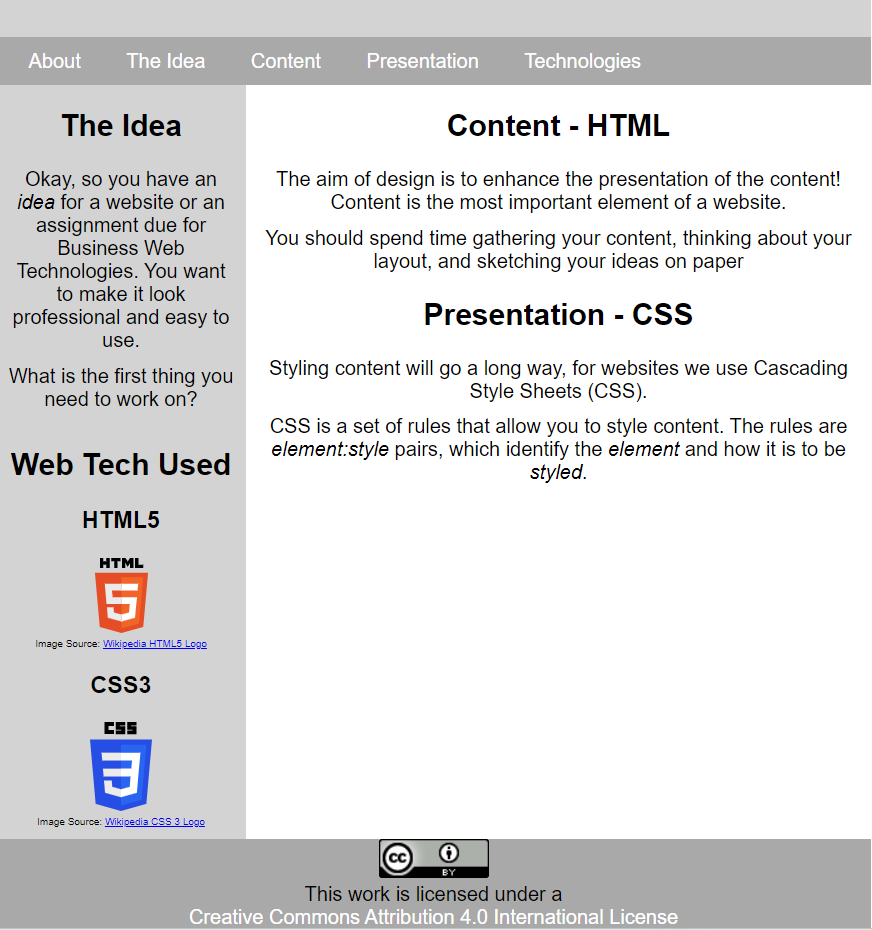 About The Idea Content Presentation Technologies
The Idea
Okay, so you have an
idea for a website or an
assignment due for
Business Web
Technologies. You want
to make it look
professional and easy to
use.
What is the first thing you
need to work on?
Web Tech Used
HTML5
HTML
5
Image Source: Wikipedia HTML5 Logo
CSS3
CSS
3
Image Source: Wikipedia CSS 3 Logo
Content - HTML
The aim of design is to enhance the presentation of the content!
Content is the most important element of a website.
You should spend time gathering your content, thinking about your
layout, and sketching your ideas on paper
Presentation - CSS
Styling content will go a long way, for websites we use Cascading
Style Sheets (CSS).
CSS is a set of rules that allow you to style content. The rules are
element:style pairs, which identify the element and how it is to be
styled.
cc
BY
This work is licensed under a
Creative Commons Attribution 4.0 International License